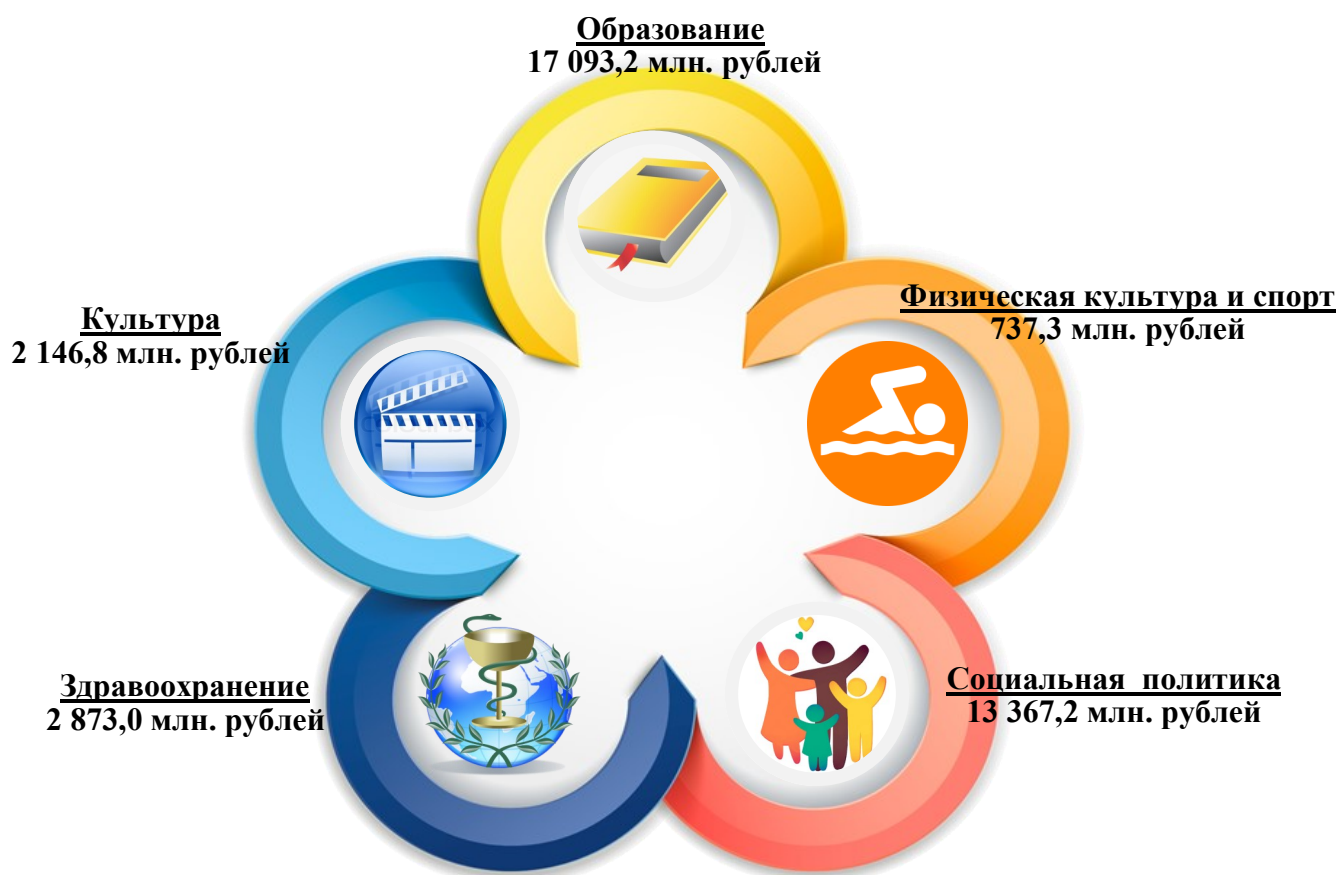 Образование
17 093,2 млн. рублей
Физическая культура и спорт
737,3 млн. рублей
Культура
2 146,8 млн. рублей
Здравоохранение
2 873,0 млн. рублей
Социальная политика
13 367,2 млн. рублей